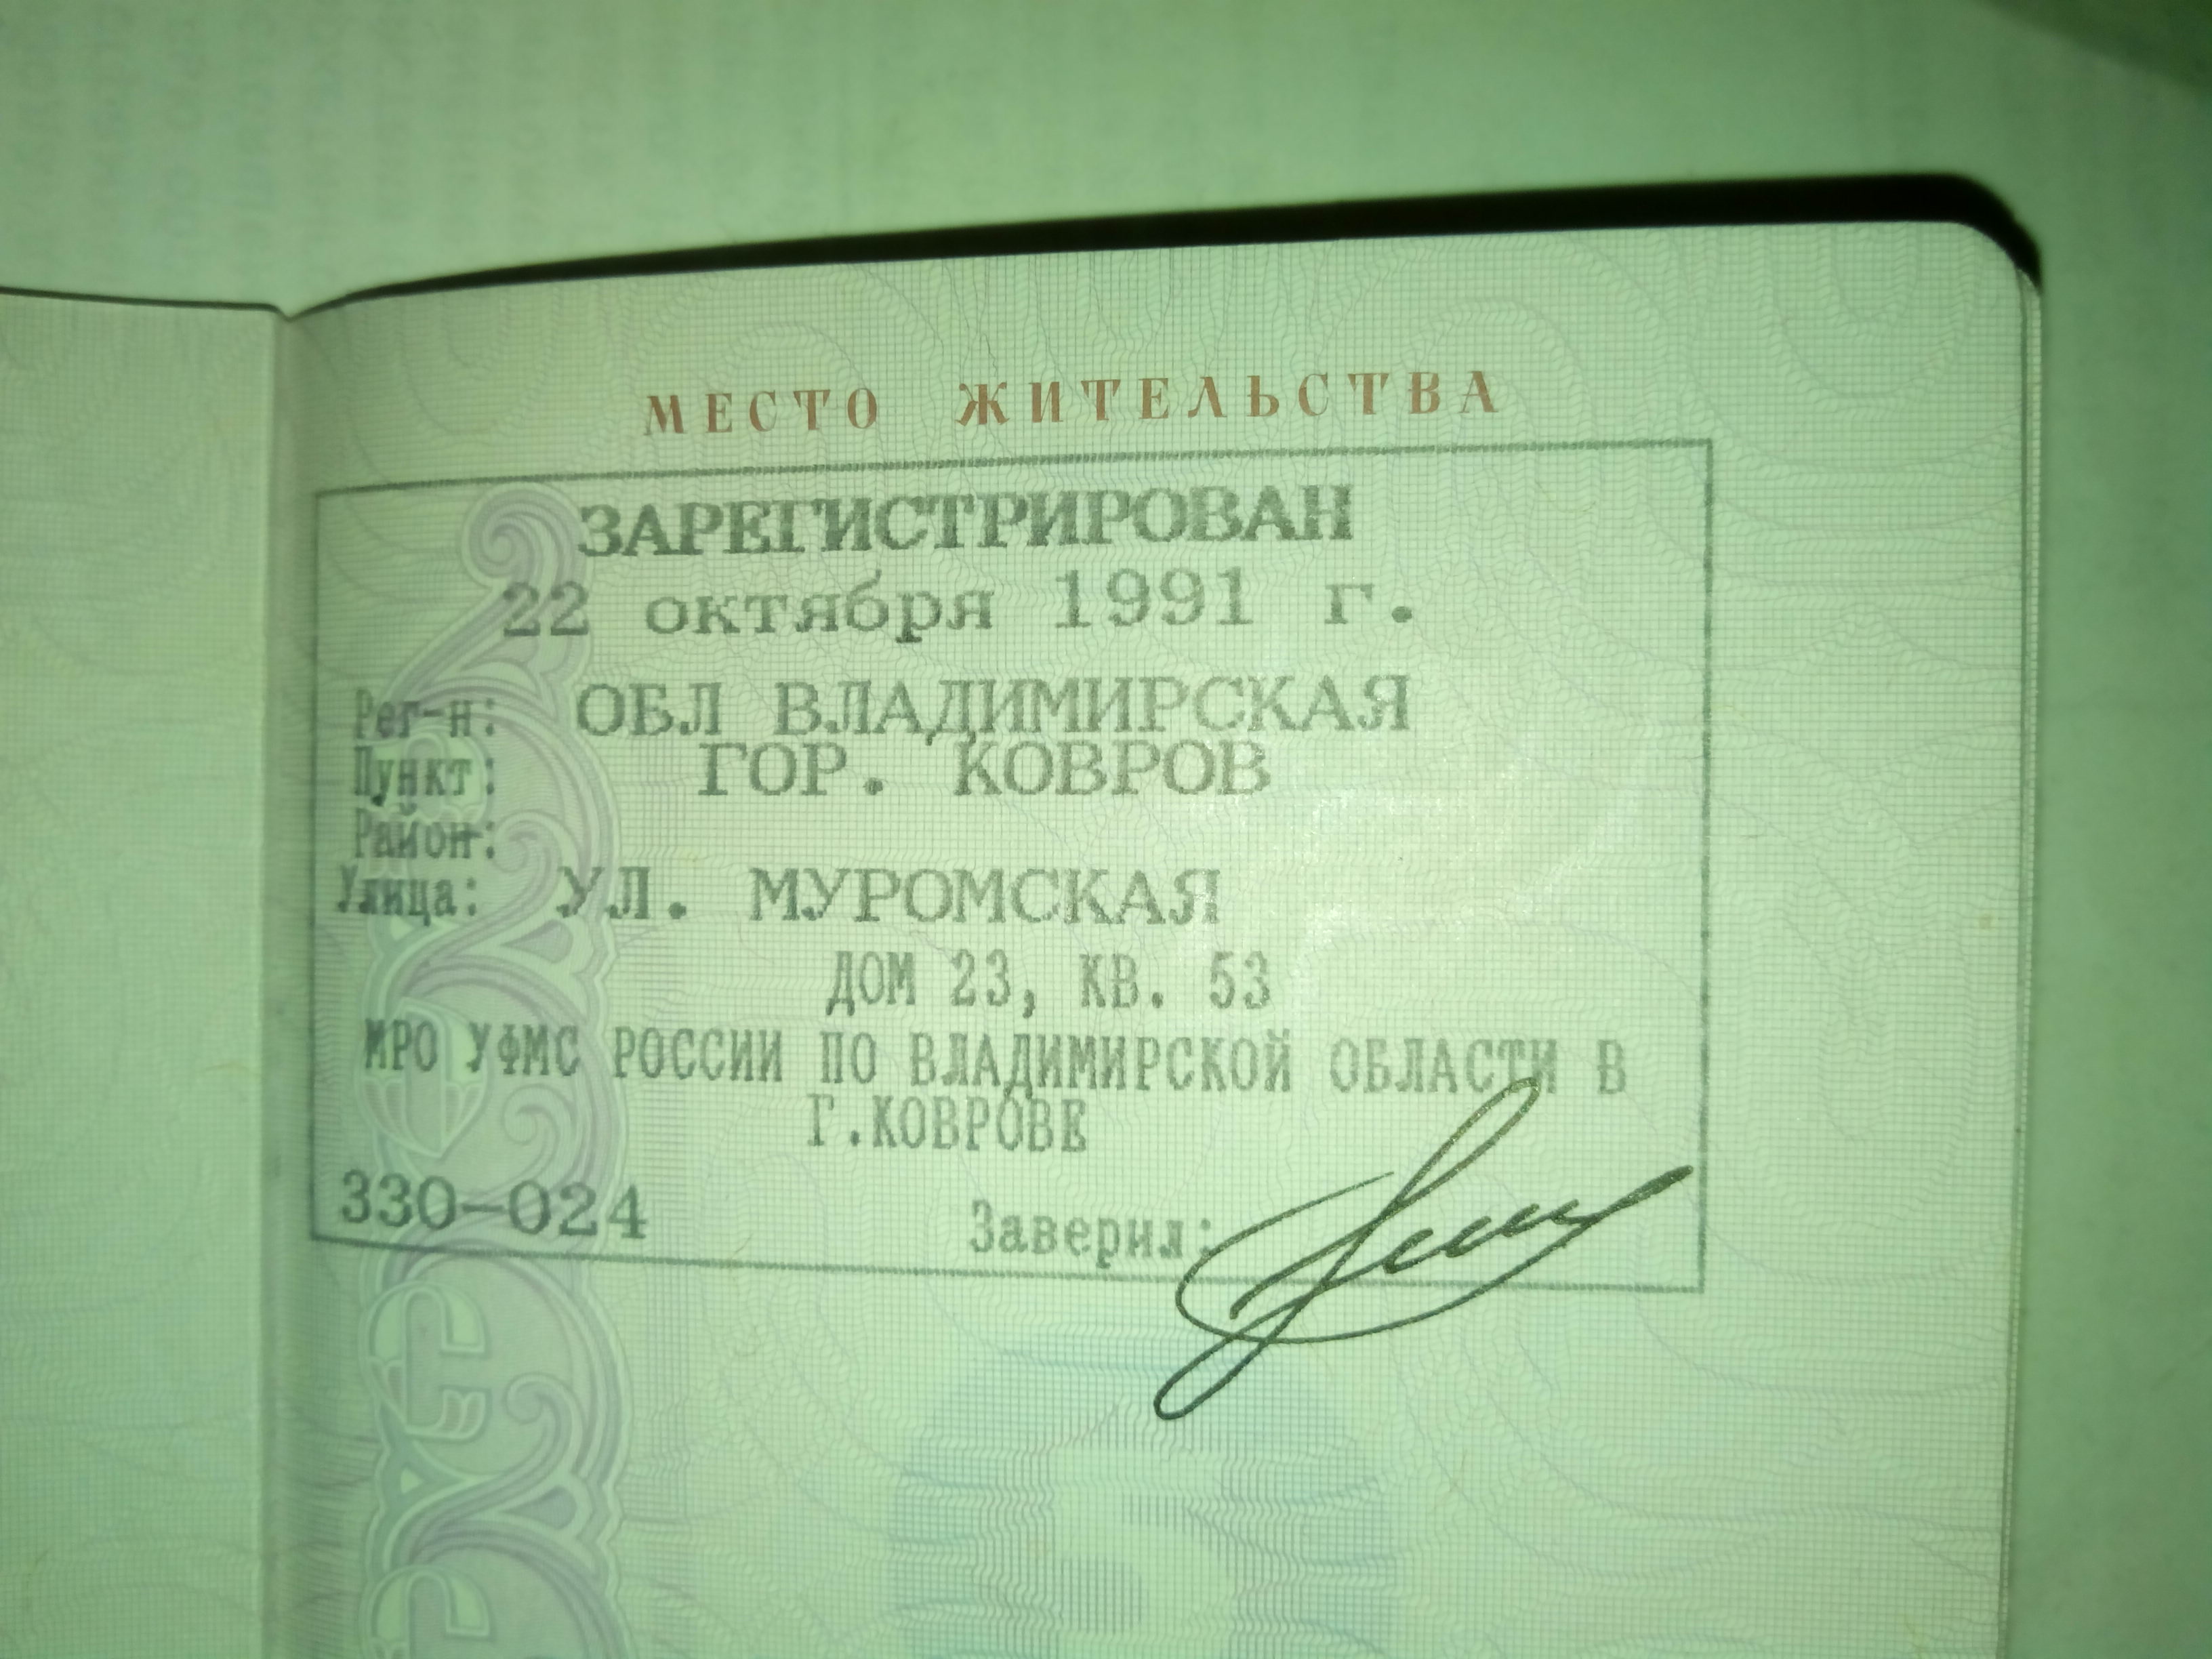 МЕСТО ЖИТЕЛЬСТВА
ЗАРЕГИСТРИРОВАН
22 октября 1991 г.
Рег-н: ОБЛ ВЛАДИМИРСКАЯ
Пункт: ГОР. КОВРОВ
Район:
Улица: УЛ. МУРОМСКАЯ
ДОМ 23, КВ. 53
МРО УФМС РОССИИ ПО ВЛАДИМИРСКОЙ ОБЛАСТИ В
Г.КОВРОВЕ
330-024 Заверил: